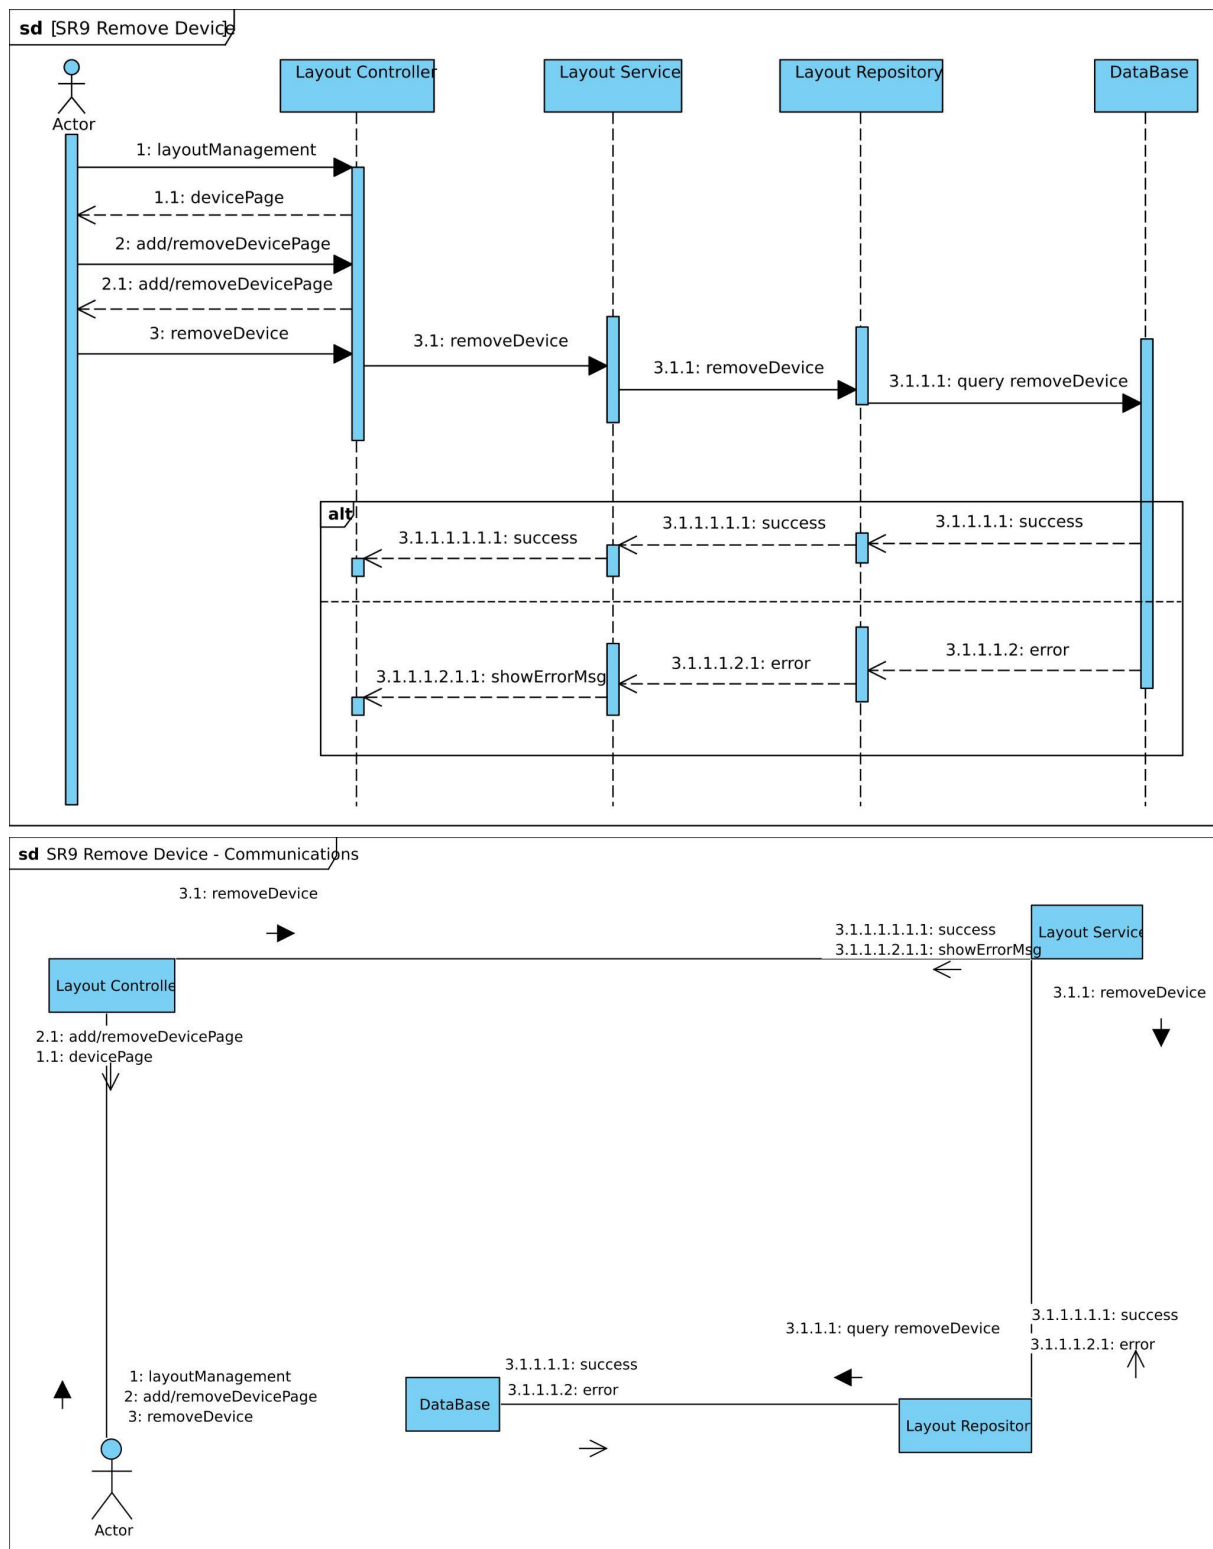 sd [SR9 Remove Device]
Layout Controller
Layout Service
Layout Repository
DataBase
Actor
1: layoutManagement
1.1: devicePage
2: add/removeDevicePage
2.1: add/removeDevicePage
3: removeDevice
3.1: removeDevice
3.1.1: removeDevice
3.1.1.1: query removeDevice
alt
3.1.1.1.1.1.1: success
3.1.1.1.1.1: success
3.1.1.1.1: success
3.1.1.1.2.1.1: showErrorMsg
3.1.1.1.2.1: error
3.1.1.1.2: error
sd SR9 Remove Device - Communications
3.1: removeDevice
3.1.1.1.1.1.1: success
3.1.1.1.2.1.1: showErrorMsg
Layout Service
Layout Controlle
3.1.1: removeDevice
2.1: add/removeDevicePage
1.1: devicePage
3.1.1.1.1.1: success
3.1.1.1.2.1: error
3.1.1.1: query removeDevice
3.1.1.1.1: success
3.1.1.1.2: error
1: layoutManagement
2: add/removeDevicePage
3: removeDevice
DataBase
Layout Repositor
Actor